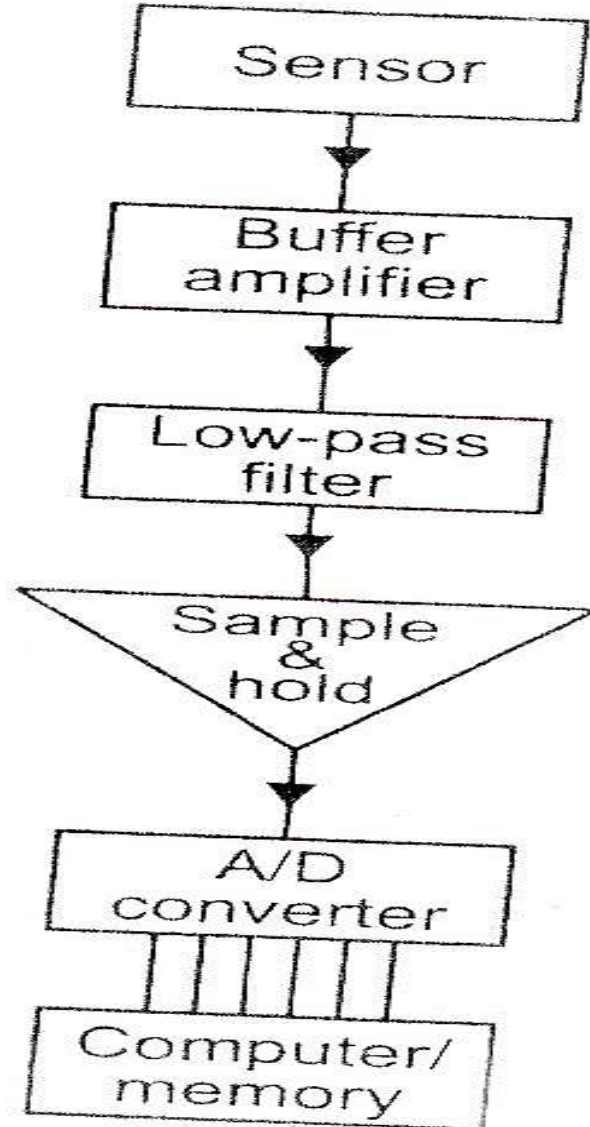 Sensor
Buffer
amplifier
Low-pass
filter
Sample
&
hold
A/D
converter
Computer/
memory